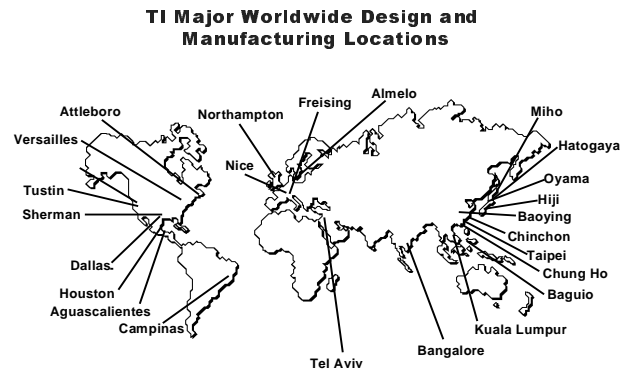 TI Major Worldwide Design and
Manufacturing Locations
Attleboro
Versailles
Tustin
Sherman
Dallas
Houston
Aguascalientes
Campinas
Northampton
Freising
Almelo
Nice
Tel Aviv
Miho
Hatogaya
Oyama
Hiji
Baoying
Chinchon
Taipei
Chung Ho
Baguio
Kuala Lumpur
Bangalore